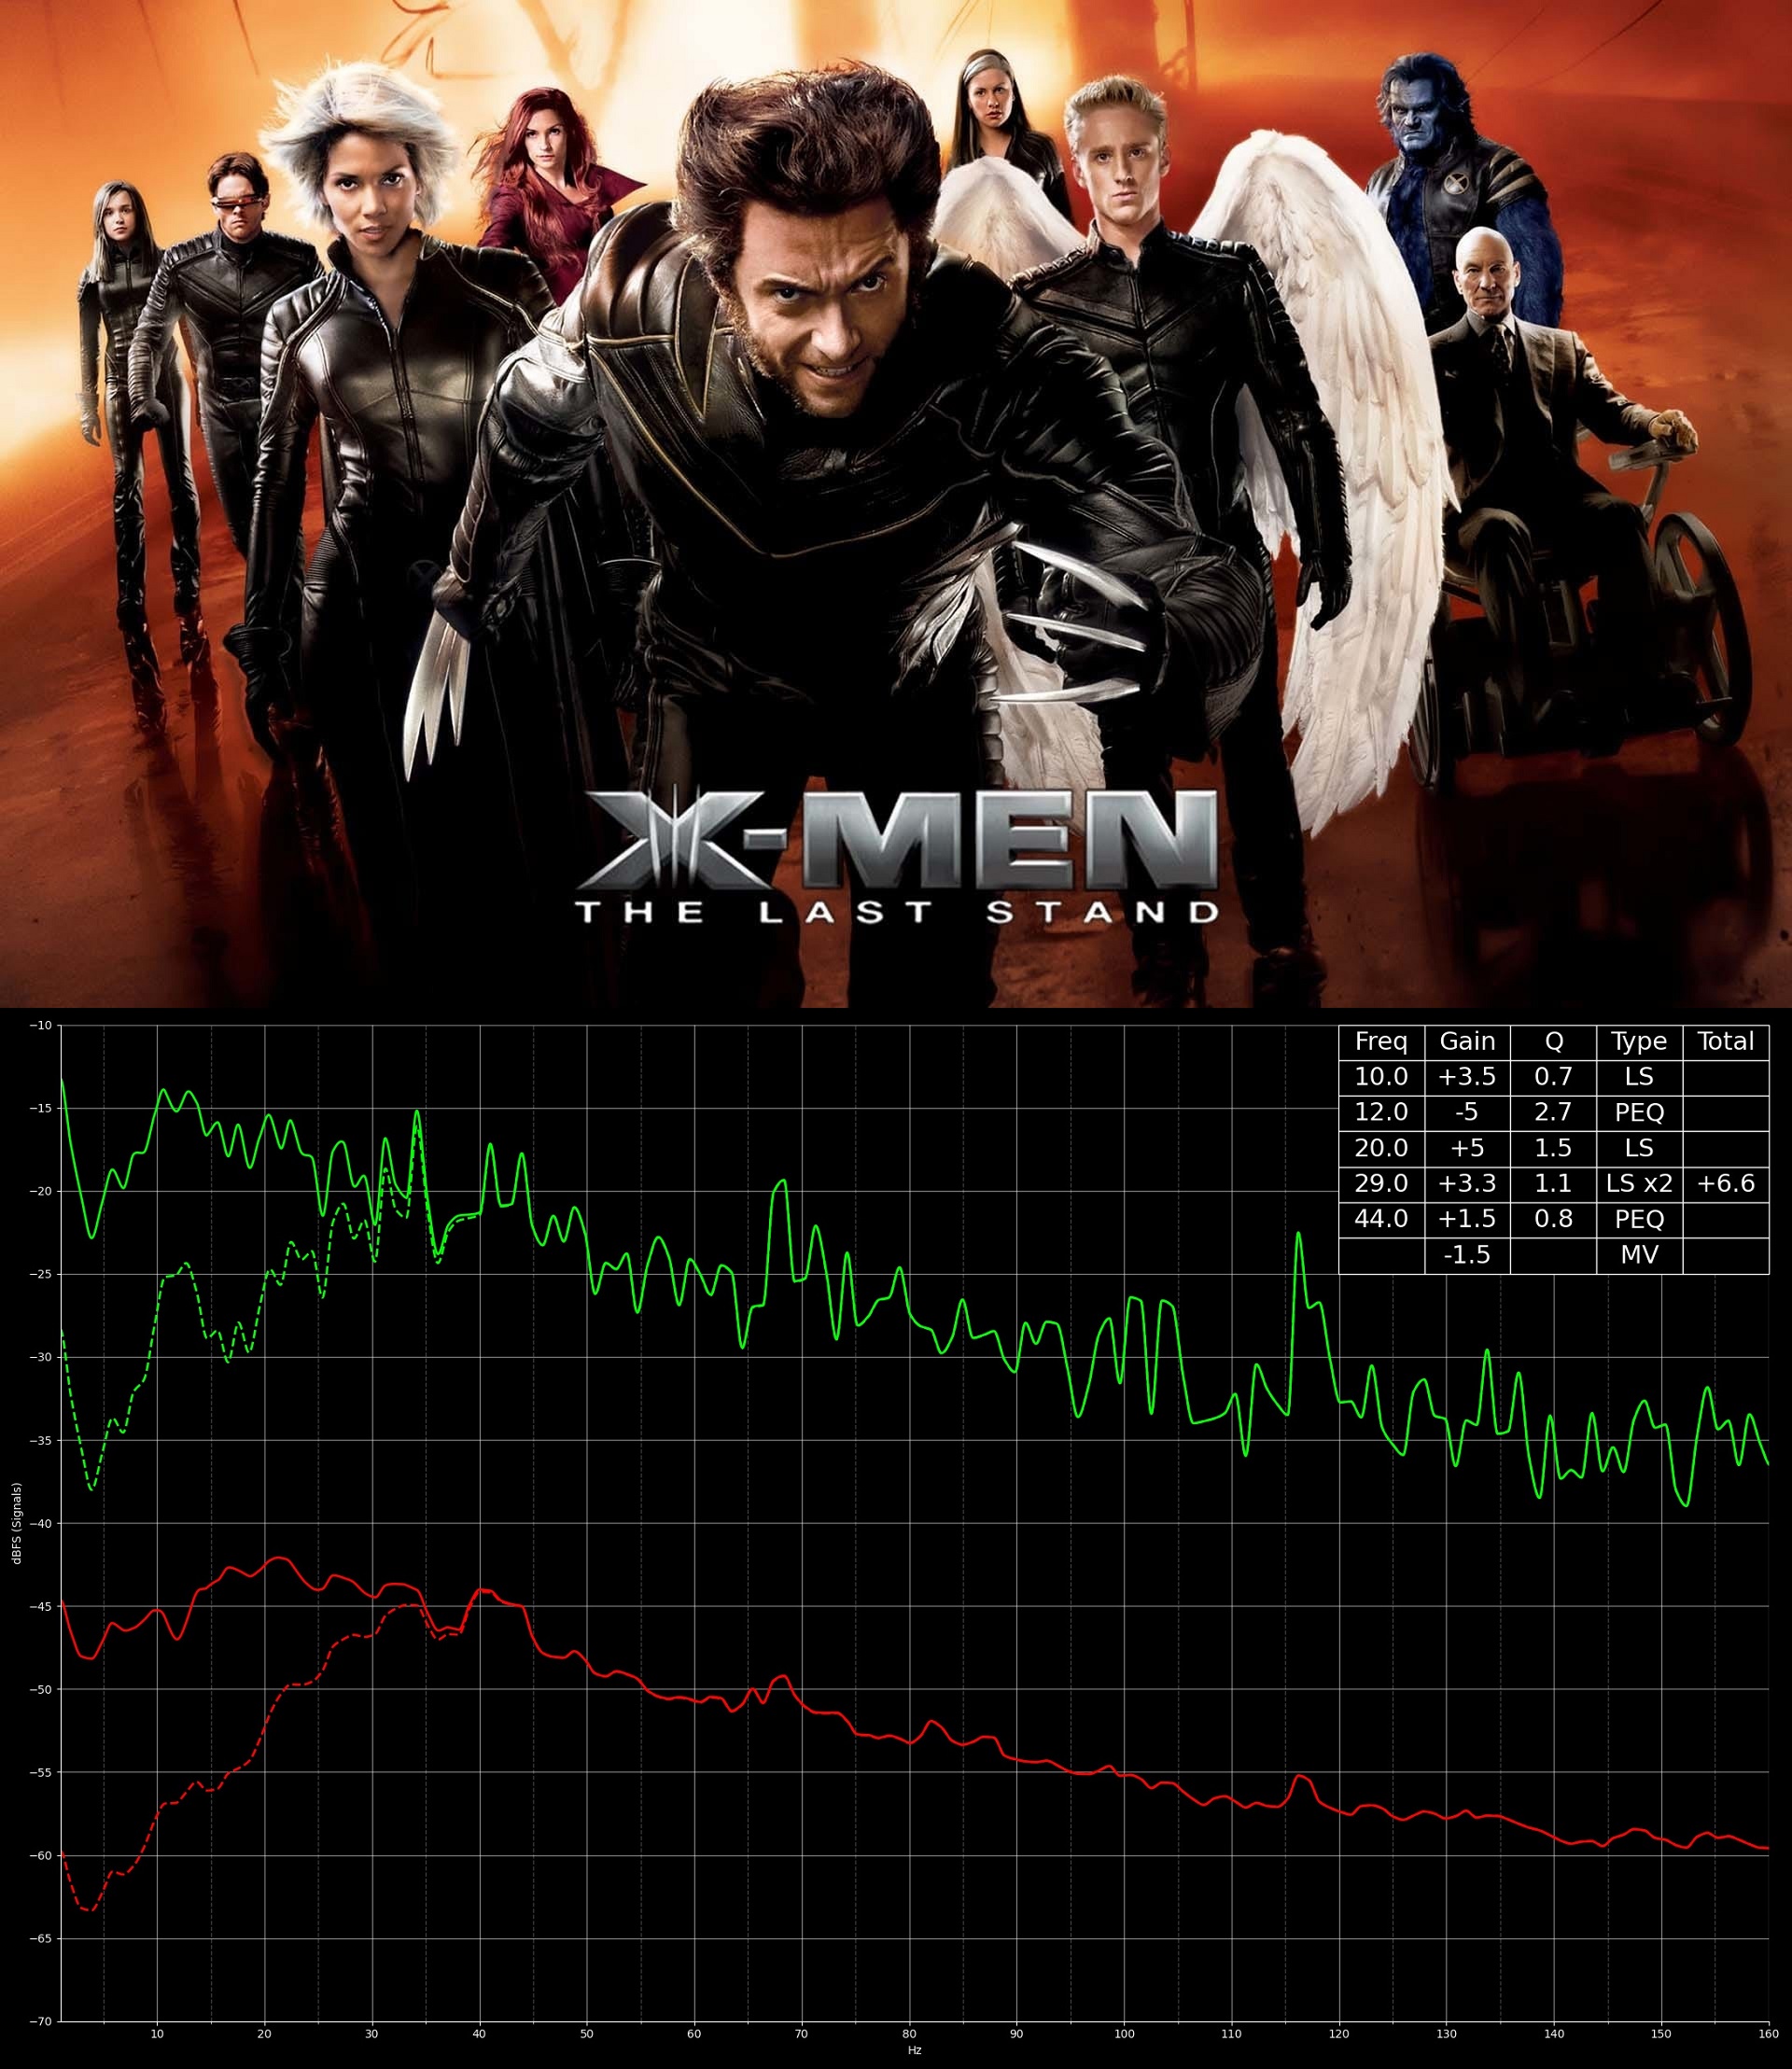 X-MEN
THE LAST STAND
Freq Gain Q Type Total
10.0 +3.5 0.7 LS
12.0 -5 2.7 PEQ
20.0 +5 1.5 LS
29.0 +3.3 1.1 LS x2 +6.6
44.0 +1.5 0.8 PEQ
-1.5 MV
−10
−15
−20
−25
−30
−35
−40
−45
−50
−55
−60
−65
−70
dBFS (Signals)
10 20 30 40 50 60 70 80 90 100 110 120 130 140 150 160
Hz